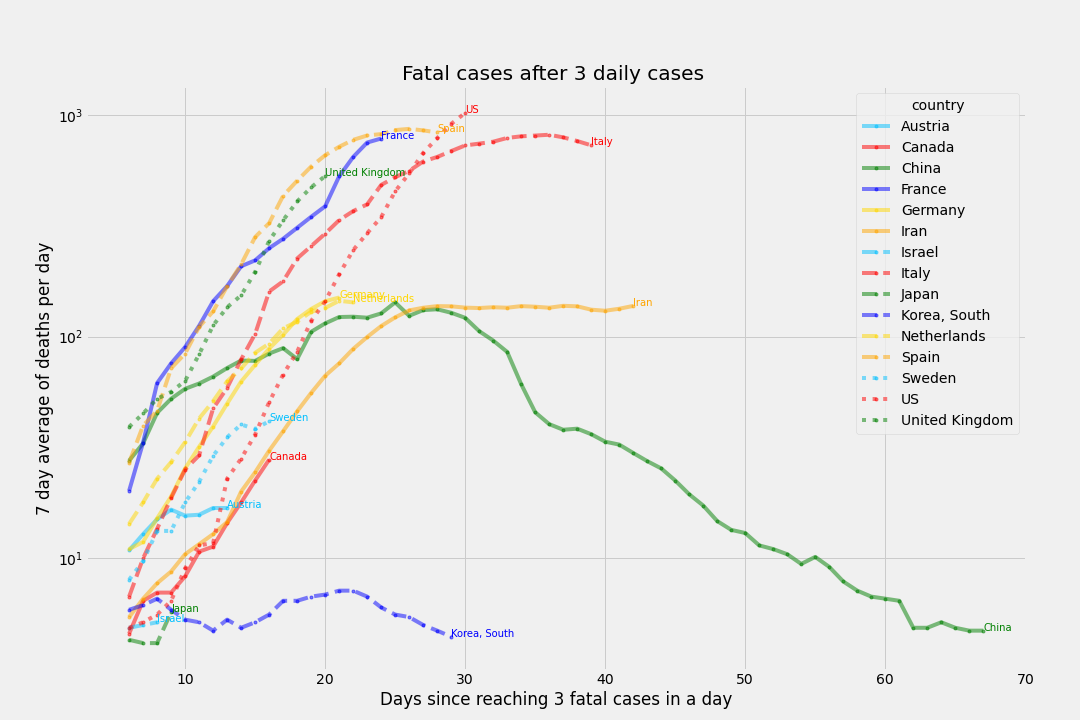 Fatal cases after 3 daily cases
7 day average of deaths per day
10³
10²
10¹
US
Spain
France
Italy
United Kingdom
Germany
Netherlands
Iran
Sweden
Canada
Austria
Japan
Israel
Korea, South
China
country
Austria
Canada
China
France
Germany
Iran
Israel
Italy
Japan
Korea, South
Netherlands
Spain
Sweden
US
United Kingdom
10 20 30 40 50 60 70
Days since reaching 3 fatal cases in a day